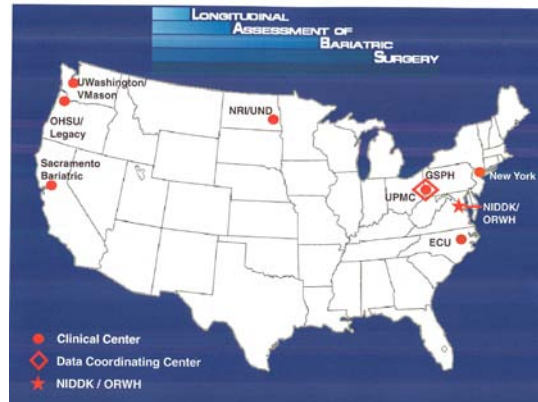 LONGITUDINAL
ASSESSMENT OF
BARIATRIC
SURGERY
UWashington/
VMason
OHSU/
Legacy
NRI/UND
Sacramento
Bariatric
GSPH
UPMC
New York
NIDDK/
ORWH
ECU
Clinical Center
Data Coordinating Center
NIDDK / ORWH